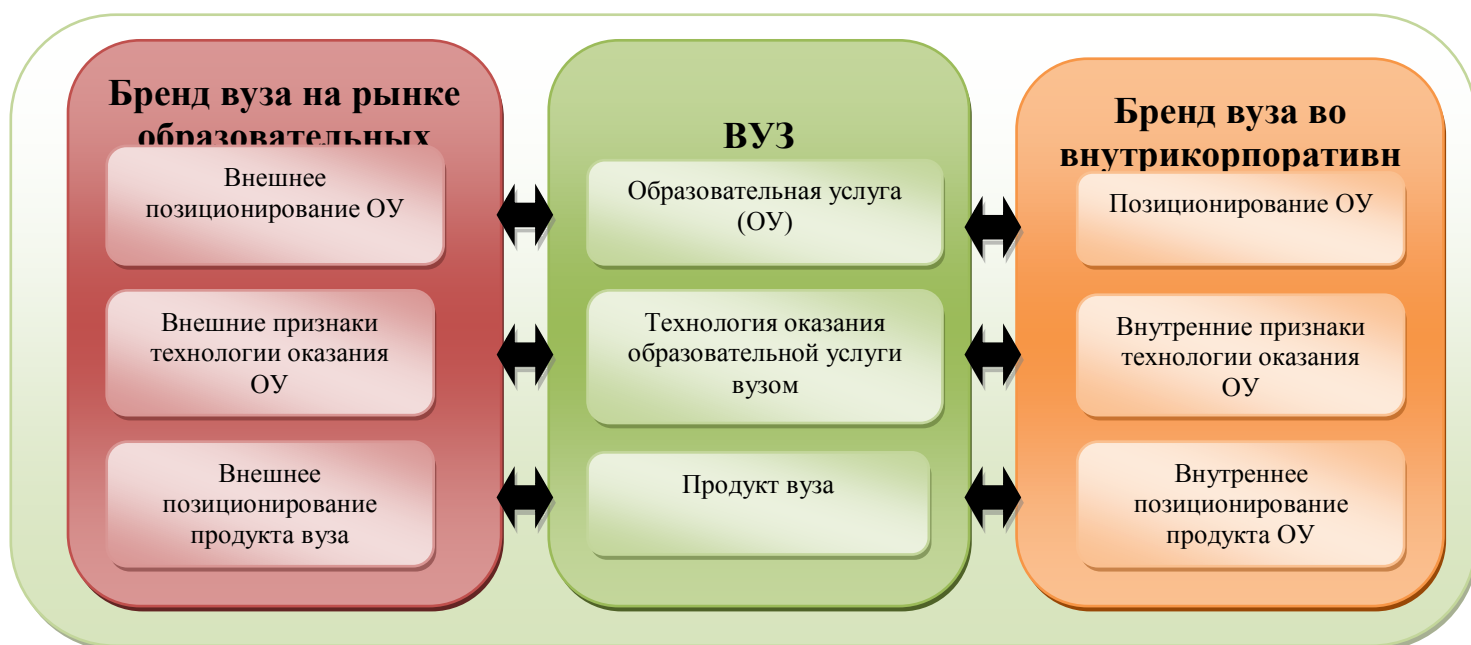 Бренд вуза на рынке
образовательных
Внешнее
позиционирование ОУ
Внешние признаки
технологии оказания
ОУ
Внешнее
позиционирование
продукта вуза
ВУЗ
Образовательная услуга
(ОУ)
Технология оказания
образовательной услуги
вузом
Продукт вуза
Бренд вуза во
внутрикорпоративн
Позиционирование ОУ
Внутренние признаки
технологии оказания
ОУ
Внутреннее
позиционирование
продукта ОУ